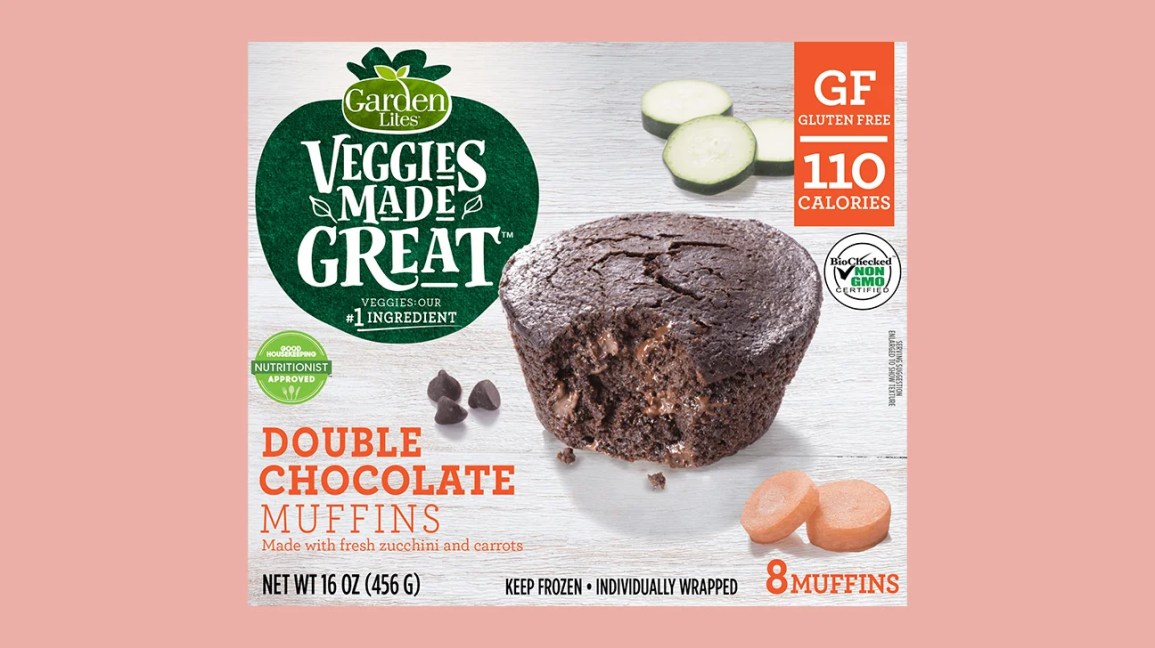 Garden
Lites®
VEGGIES
MADE
GREAT™
VEGGIES: OUR
#1 INGREDIENT
GF
GLUTEN FREE
110
CALORIES
BioChecked™
NON
GMO
CERTIFIED
SERVING SUGGESTION
ENLARGED TO SHOW TEXTURE
GOOD
HOUSEKEEPING
NUTRITIONIST
APPROVED
DOUBLE
CHOCOLATE
MUFFINS
Made with fresh zucchini and carrots
NET WT 16 OZ (456 G)
KEEP FROZEN • INDIVIDUALLY WRAPPED
8 MUFFINS